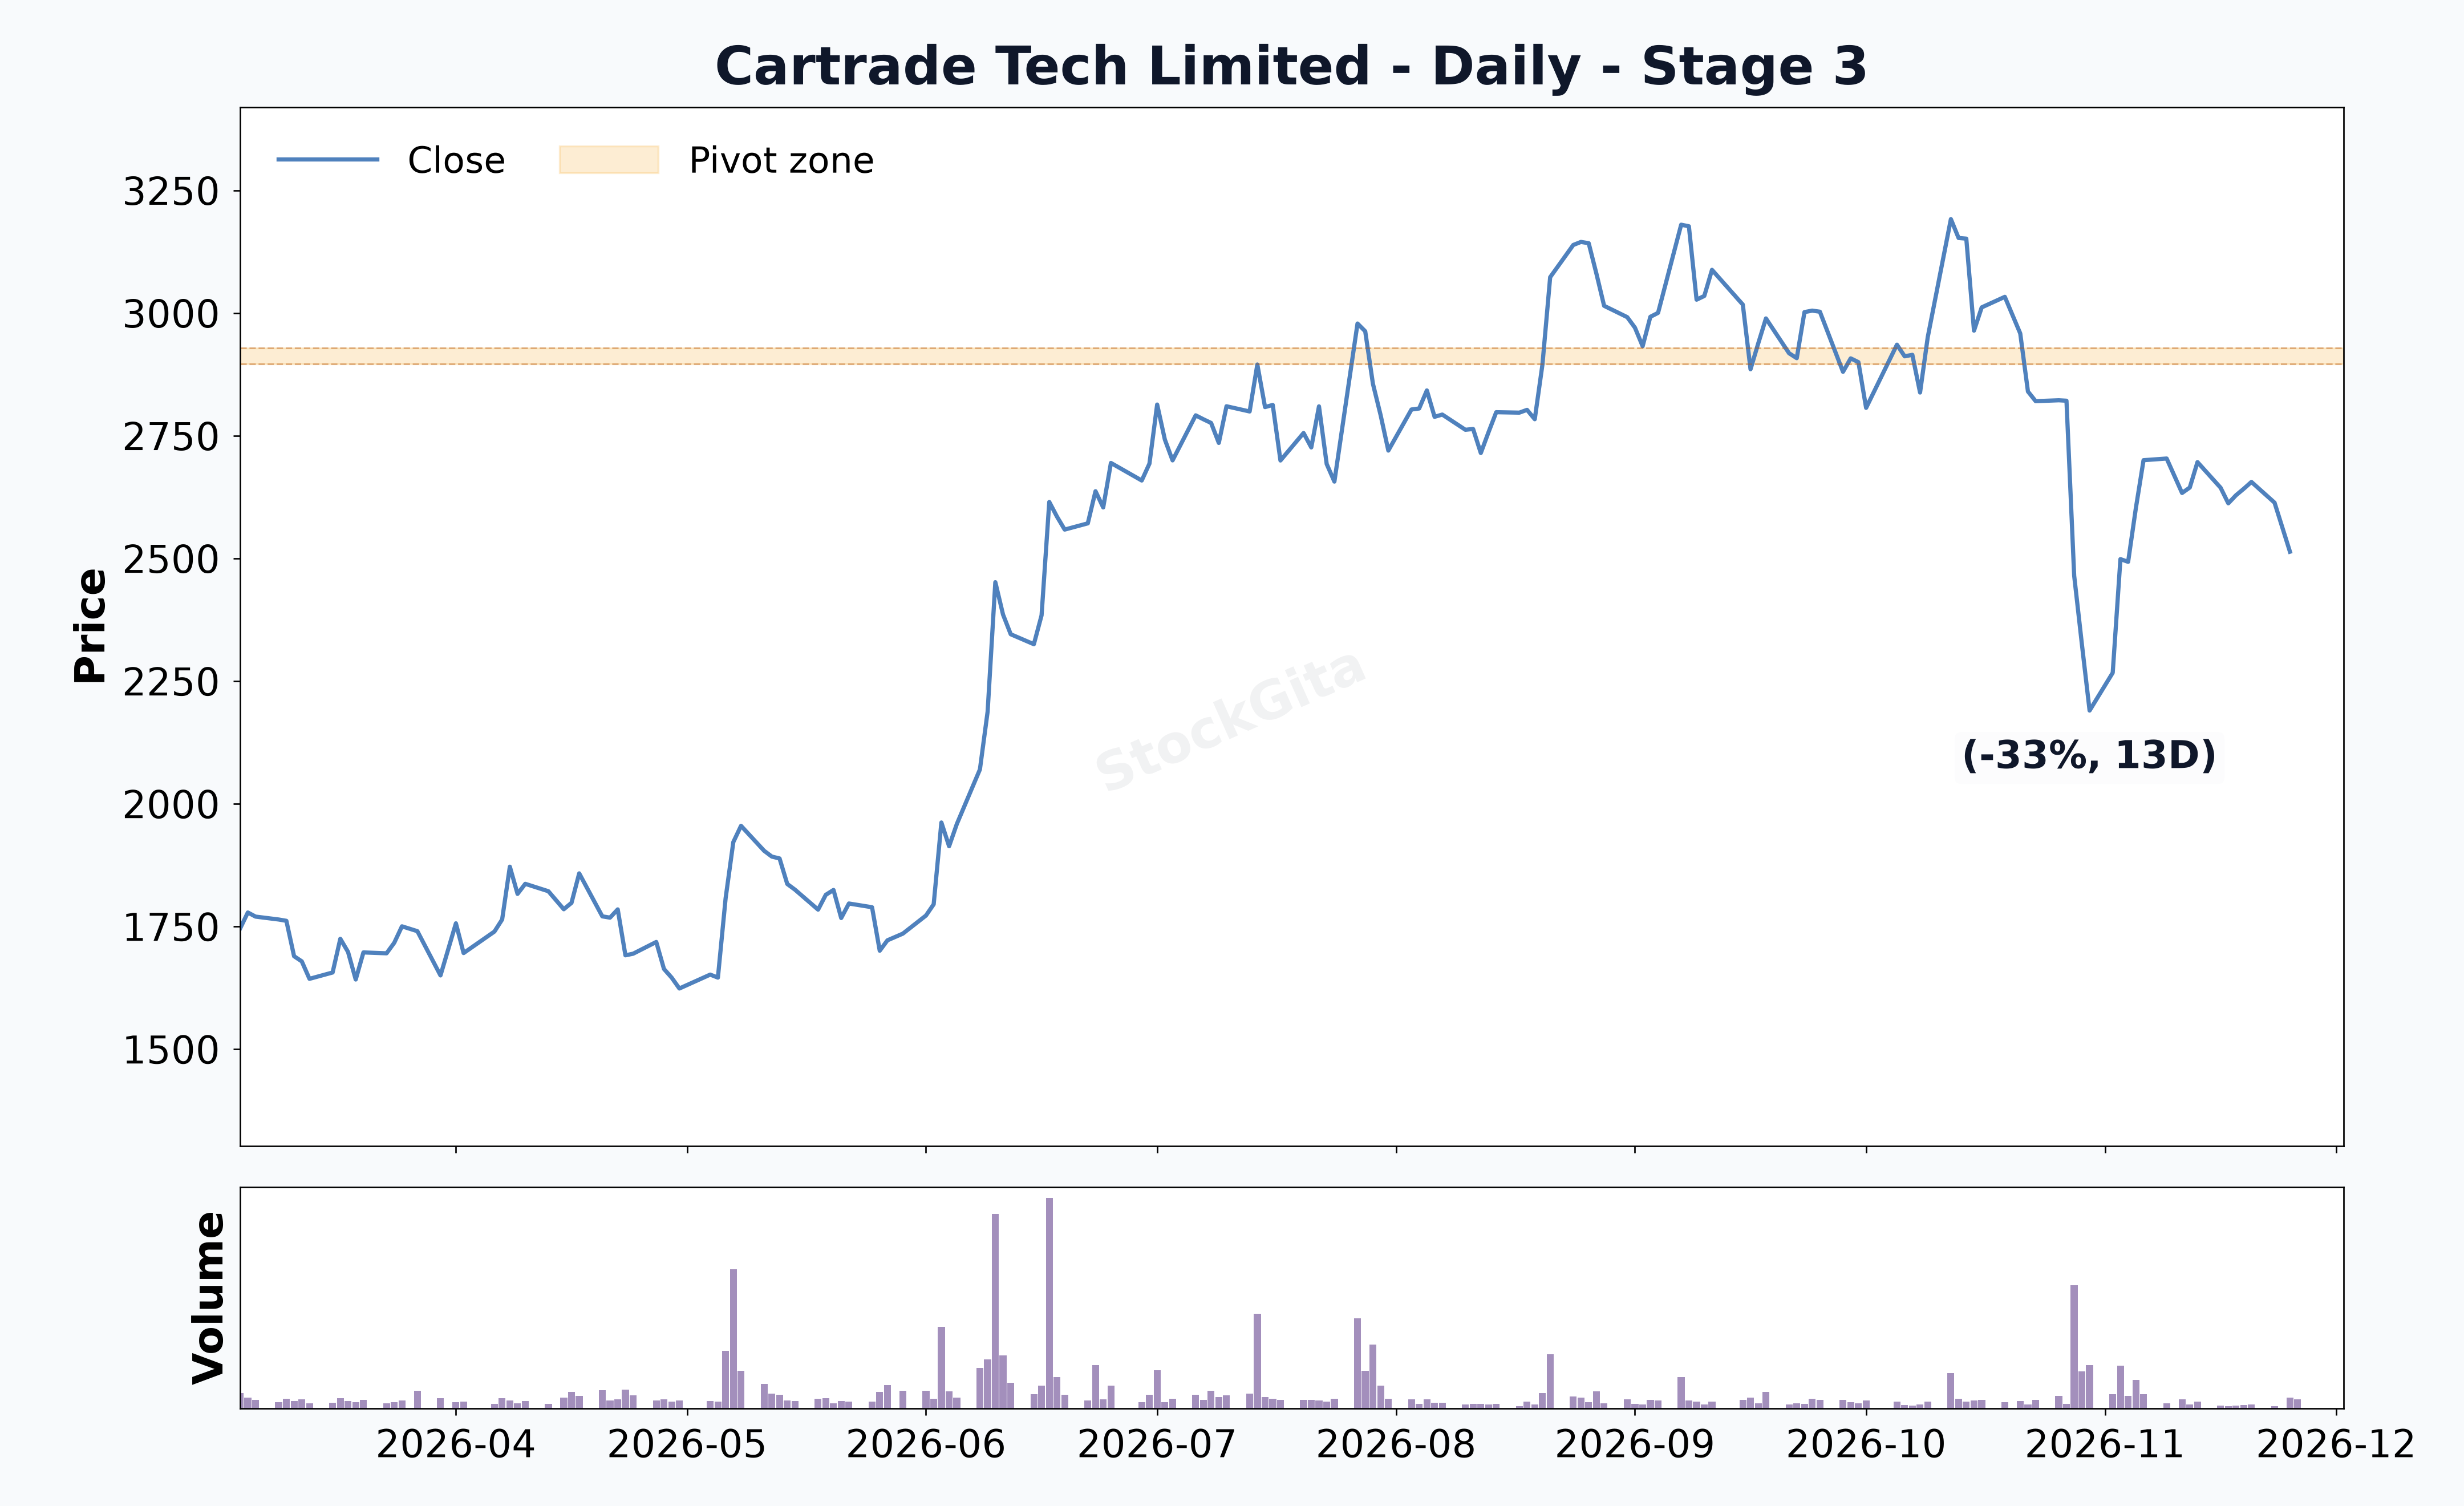 Cartrade Tech Limited - Daily - Stage 3
Close
Pivot zone
3250
3000
2750
2500
2250
2000
1750
1500
Price
StockGita
(-33%, 13D)
Volume
2026-04
2026-05
2026-06
2026-07
2026-08
2026-09
2026-10
2026-11
2026-12